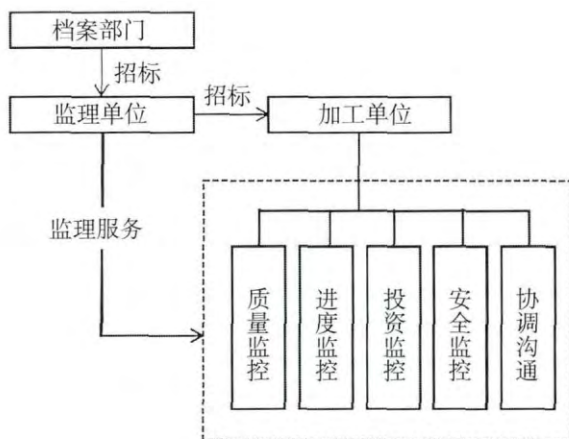 档案部门
招标
监理单位
招标
加工单位
监理服务
质量监控
进度监控
投资监控
安全监控
协调沟通